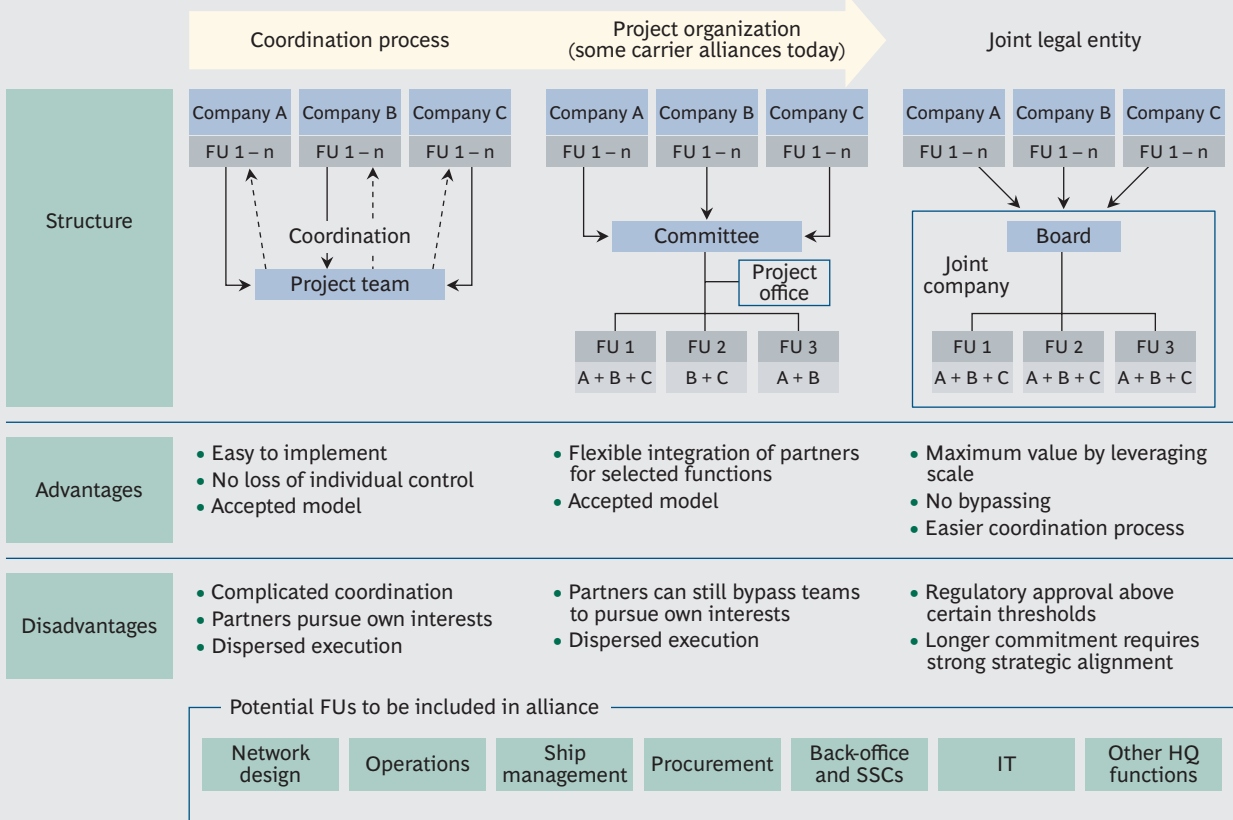 Coordination process
Project organization
(some carrier alliances today)
Joint legal entity
Structure
Company A
Company B
Company C
FU 1 – n
FU 1 – n
FU 1 – n
Coordination
Project team
Company A
Company B
Company C
FU 1 – n
FU 1 – n
FU 1 – n
Committee
Project
office
FU 1
FU 2
FU 3
A + B + C
B + C
A + B
Company A
Company B
Company C
FU 1 – n
FU 1 – n
FU 1 – n
Board
Joint
company
FU 1
FU 2
FU 3
A + B + C
A + B + C
A + B + C
Advantages
• Easy to implement
• No loss of individual control
• Accepted model
• Flexible integration of partners
for selected functions
• Accepted model
• Maximum value by leveraging
scale
• No bypassing
• Easier coordination process
Disadvantages
• Complicated coordination
• Partners pursue own interests
• Dispersed execution
• Partners can still bypass teams
to pursue own interests
• Dispersed execution
• Regulatory approval above
certain thresholds
• Longer commitment requires
strong strategic alignment
Potential FUs to be included in alliance
Network
design
Operations
Ship
management
Procurement
Back-office
and SSCs
IT
Other HQ
functions